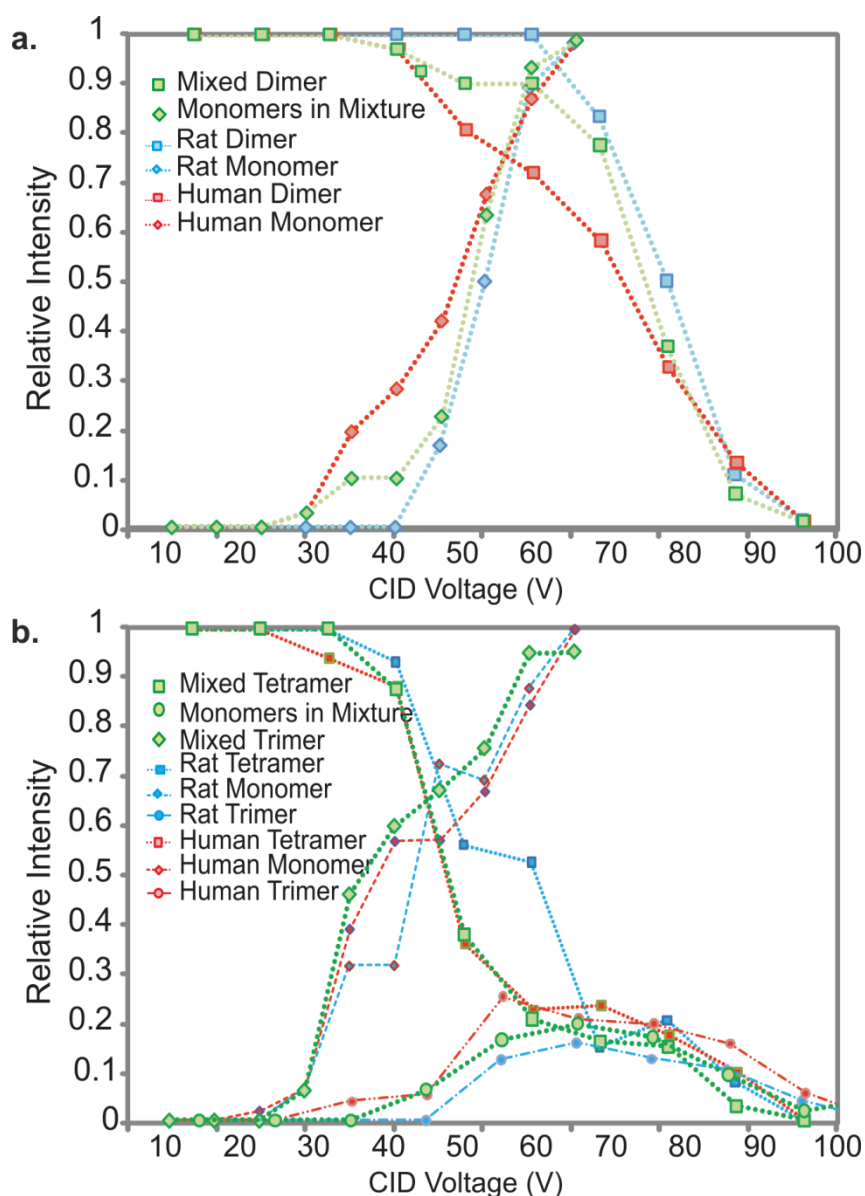 a.
Relative Intensity
1
0.9
0.8
0.7
0.6
0.5
0.4
0.3
0.2
0.1
0
Mixed Dimer
Monomers in Mixture
Rat Dimer
Rat Monomer
Human Dimer
Human Monomer
10 20 30 40 50 60 70 80 90 100
CID Voltage (V)
b.
Relative Intensity
1
0.9
0.8
0.7
0.6
0.5
0.4
0.3
0.2
0.1
0
Mixed Tetramer
Monomers in Mixture
Mixed Trimer
Rat Tetramer
Rat Monomer
Rat Trimer
Human Tetramer
Human Monomer
Human Trimer
10 20 30 40 50 60 70 80 90 100
CID Voltage (V)